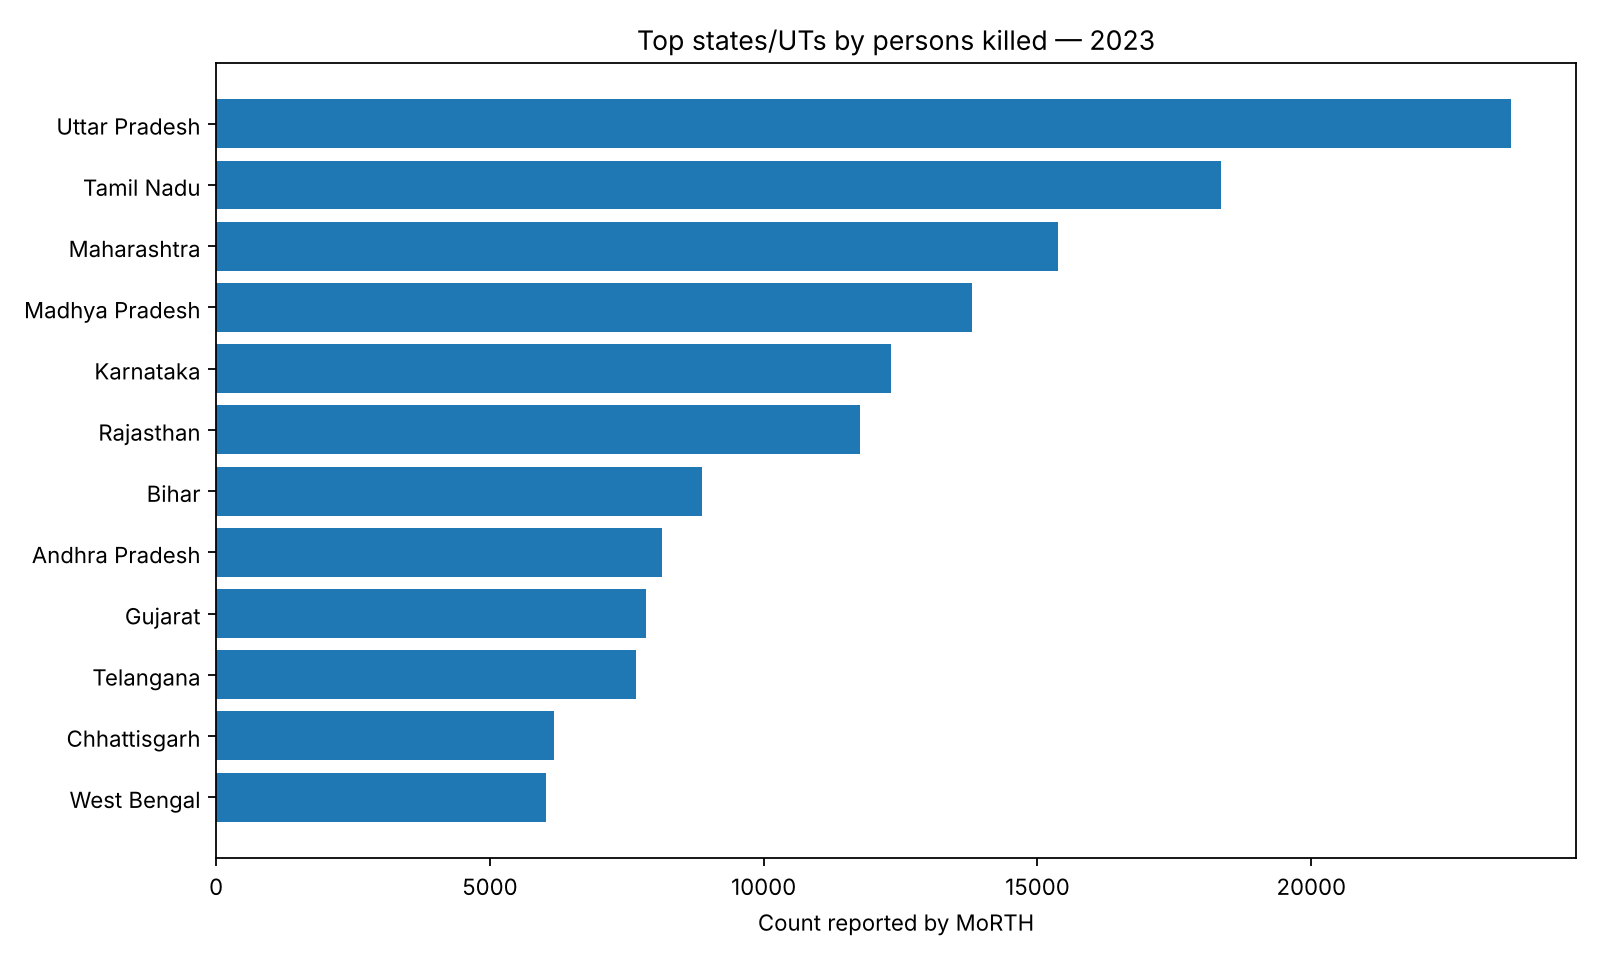 Top states/UTs by persons killed — 2023
Uttar Pradesh
Tamil Nadu
Maharashtra
Madhya Pradesh
Karnataka
Rajasthan
Bihar
Andhra Pradesh
Gujarat
Telangana
Chhattisgarh
West Bengal
0 5000 10000 15000 20000
Count reported by MoRTH